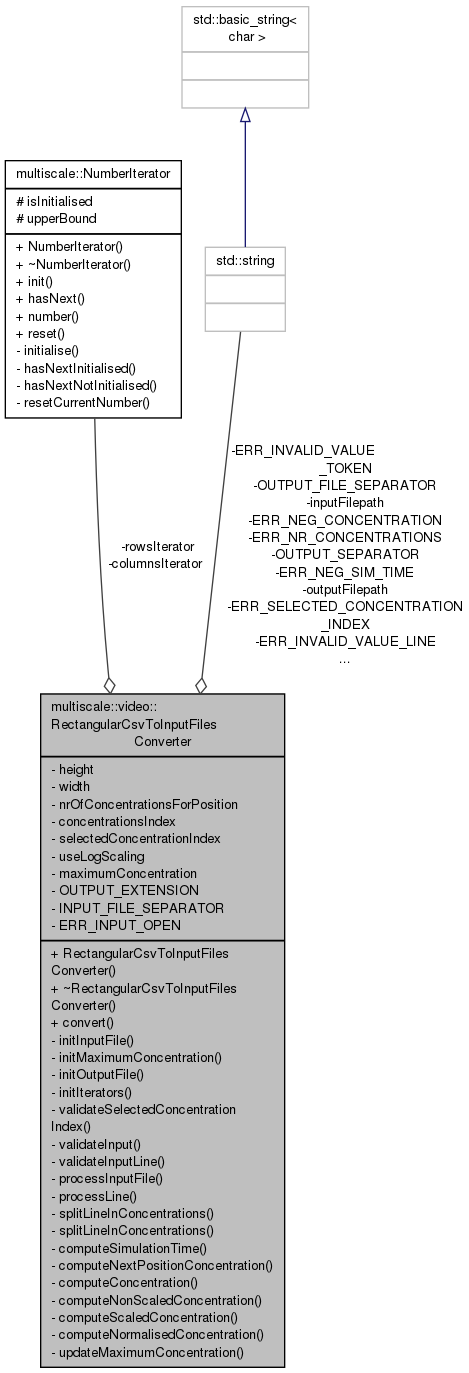 std::basic_string<
char >
multiscale::NumberIterator
# isInitialised
# upperBound
+ NumberIterator()
+ ~NumberIterator()
+ init()
+ hasNext()
+ number()
+ reset()
- initialise()
- hasNextInitialised()
- hasNextNotInitialised()
- resetCurrentNumber()
std::string
-rowsIterator
-columnsIterator
-ERR_INVALID_VALUE
_TOKEN
-OUTPUT_FILE_SEPARATOR
-inputFilepath
-ERR_NEG_CONCENTRATION
-ERR_NR_CONCENTRATIONS
-OUTPUT_SEPARATOR
-ERR_NEG_SIM_TIME
-outputFilepath
-ERR_SELECTED_CONCENTRATION
_INDEX
-ERR_INVALID_VALUE_LINE
...
multiscale::video::
RectangularCsvToInputFiles
Converter
- height
- width
- nrOfConcentrationsForPosition
- concentrationsIndex
- selectedConcentrationIndex
- useLogScaling
- maximumConcentration
- OUTPUT_EXTENSION
- INPUT_FILE_SEPARATOR
- ERR_INPUT_OPEN
+ RectangularCsvToInputFiles
Converter()
+ ~RectangularCsvToInputFiles
Converter()
+ convert()
- initInputFile()
- initMaximumConcentration()
- initOutputFile()
- initIterators()
- validateSelectedConcentration
Index()
- validateInput()
- validateInputLine()
- processInputFile()
- processLine()
- splitLineInConcentrations()
- splitLineInConcentrations()
- computeSimulationTime()
- computeNextPositionConcentration()
- computeConcentration()
- computeNonScaledConcentration()
- computeScaledConcentration()
- computeNormalisedConcentration()
- updateMaximumConcentration()